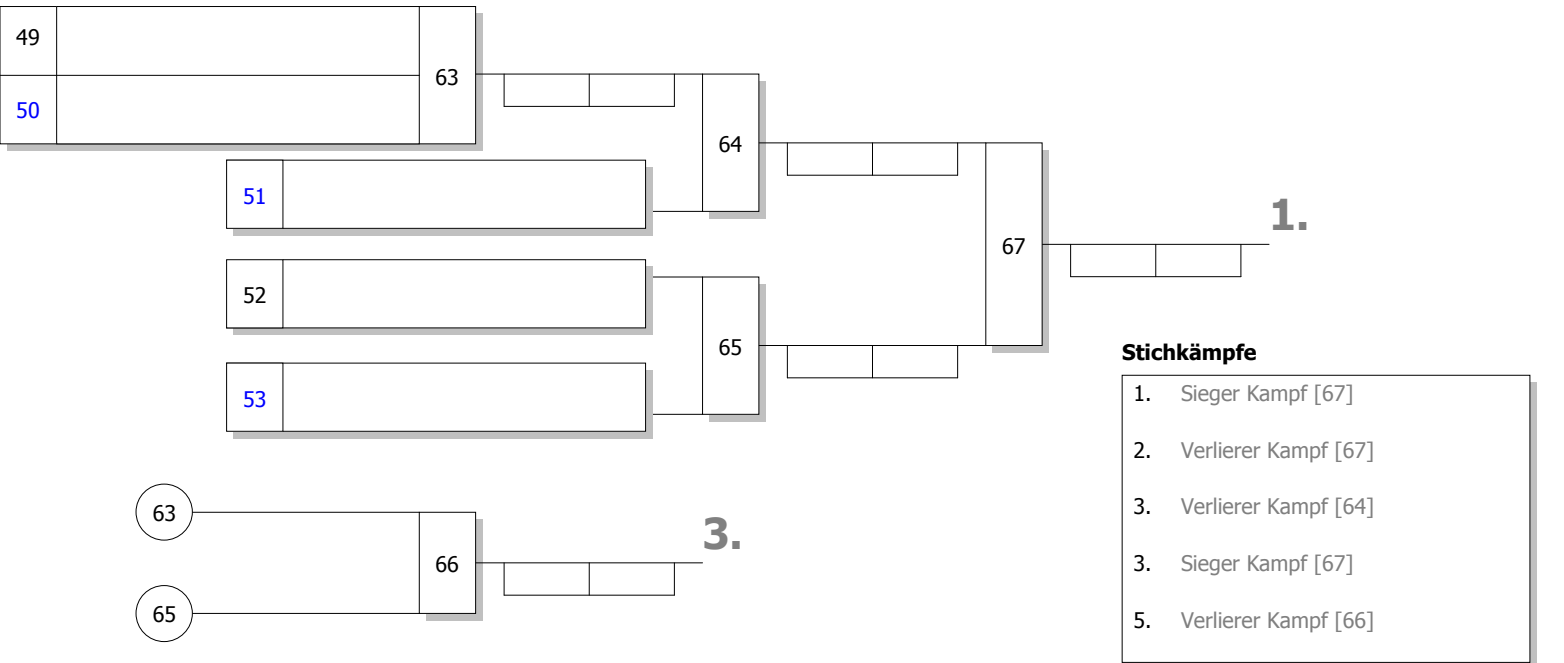 49
63
50
64
51
1.
67
52
65
Stichkämpfe
53
1. Sieger Kampf [67]
2. Verlierer Kampf [67]
3. Verlierer Kampf [64]
3. Sieger Kampf [67]
5. Verlierer Kampf [66]
63
3.
66
65